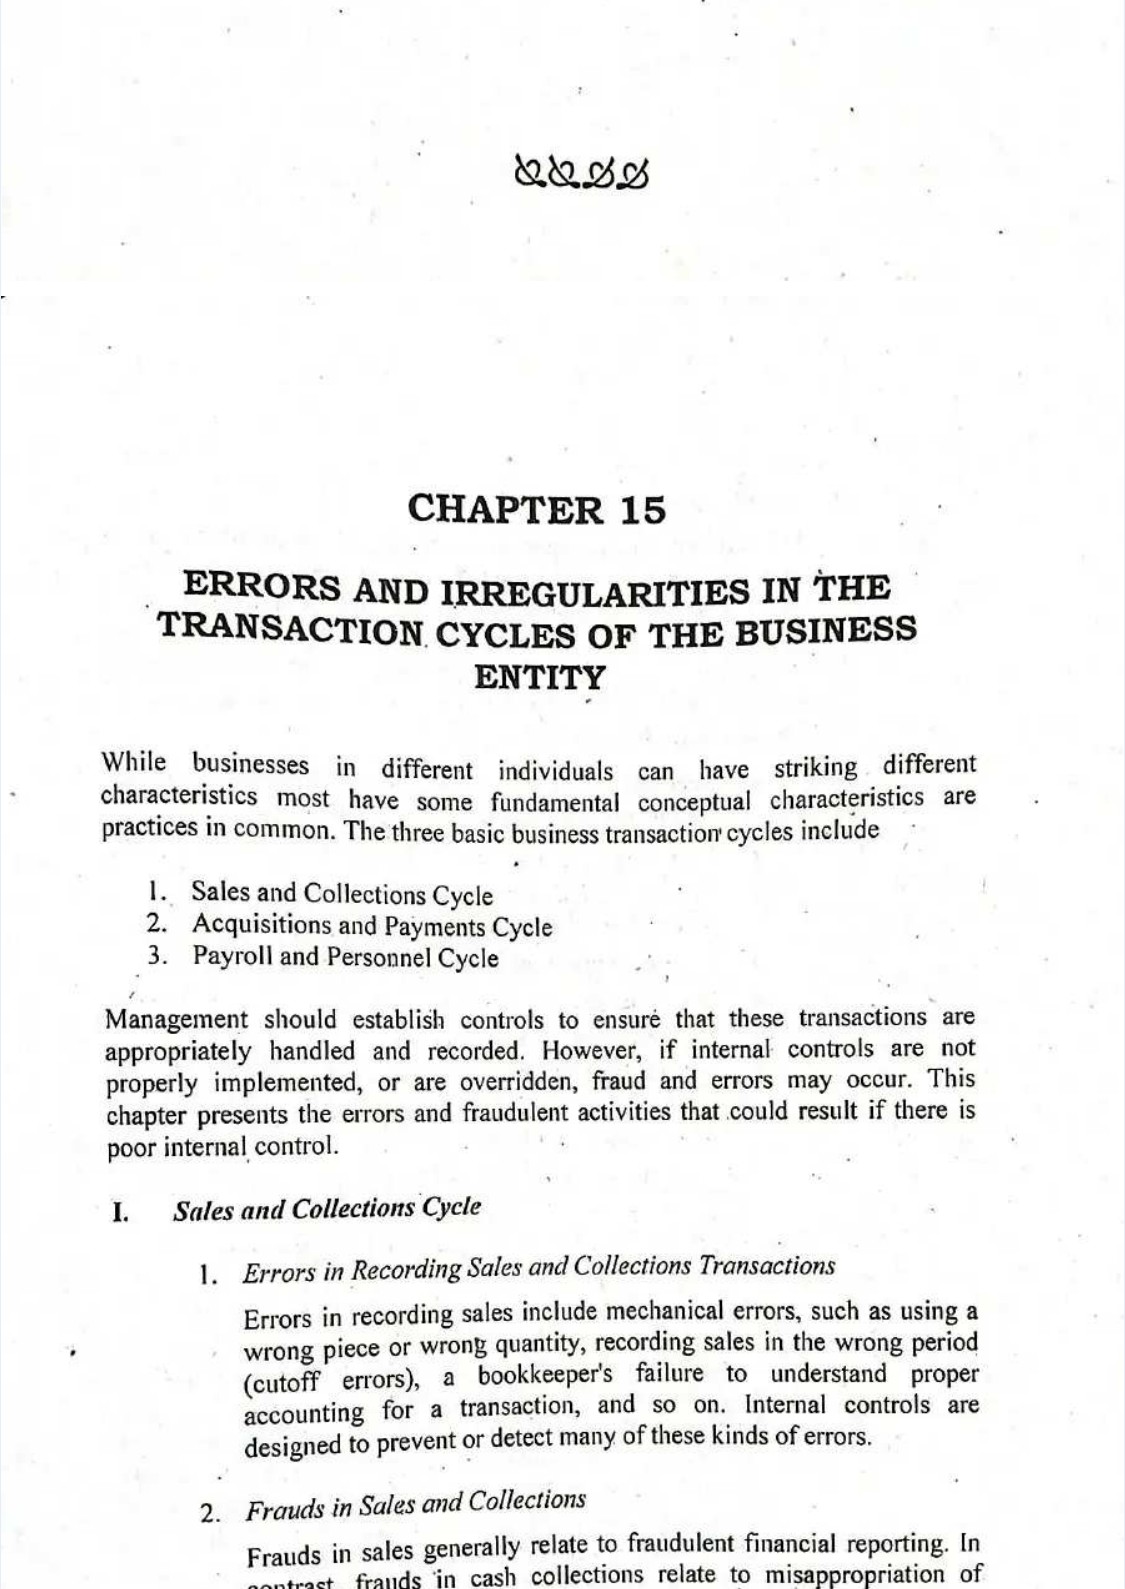 CHAPTER 15
ERRORS AND IRREGULARITIES IN THE
TRANSACTION CYCLES OF THE BUSINESS
ENTITY
While businesses in different individuals can have striking different
characteristics most have some fundamental conceptual characteristics are
practices in common. The three basic business transaction cycles include
1. Sales and Collections Cycle
2. Acquisitions and Payments Cycle
3. Payroll and Personnel Cycle
Management should establish controls to ensure that these transactions are
appropriately handled and recorded. However, if internal controls are not
properly implemented, or are overridden, fraud and errors may occur. This
chapter presents the errors and fraudulent activities that could result if there is
poor internal control.
I. Sales and Collections Cycle
1. Errors in Recording Sales and Collections Transactions
Errors in recording sales include mechanical errors, such as using a
wrong piece or wrong quantity, recording sales in the wrong period
(cutoff errors), a bookkeeper's failure to understand proper
accounting for a transaction, and so on. Internal controls are
designed to prevent or detect many of these kinds of errors.
2. Frauds in Sales and Collections
Frauds in sales generally relate to fraudulent financial reporting. In
contrast, frauds in cash collections relate to misappropriation of